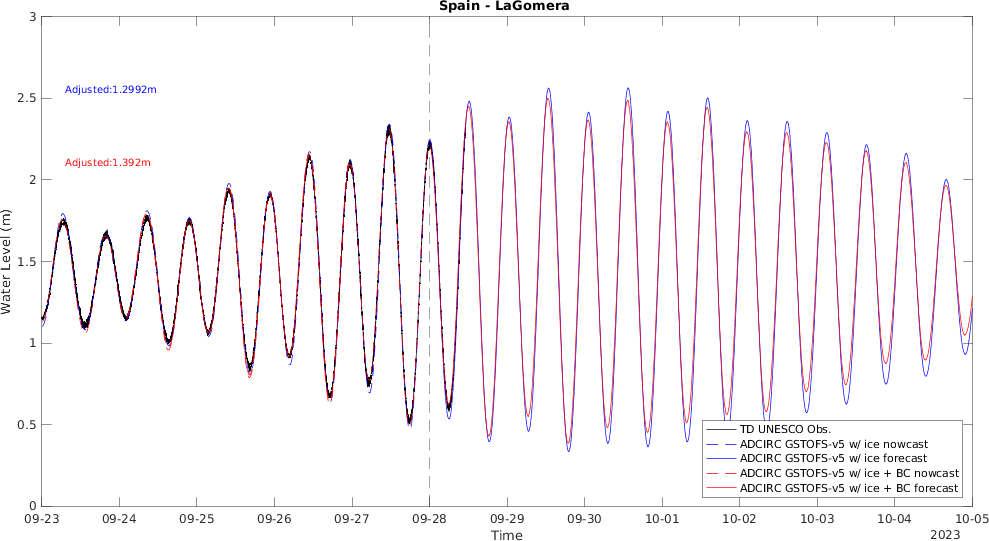 Spain - LaGomera
3
2.5
2
1.5
1
0.5
0
Water Level (m)
Adjusted:1.2992m
Adjusted:1.392m
TD UNESCO Obs.
ADCIRC GSTOFS-v5 w/ ice nowcast
ADCIRC GSTOFS-v5 w/ ice forecast
ADCIRC GSTOFS-v5 w/ ice + BC nowcast
ADCIRC GSTOFS-v5 w/ ice + BC forecast
09-23 09-24 09-25 09-26 09-27 09-28 09-29 09-30 10-01 10-02 10-03 10-04 10-05
Time
2023